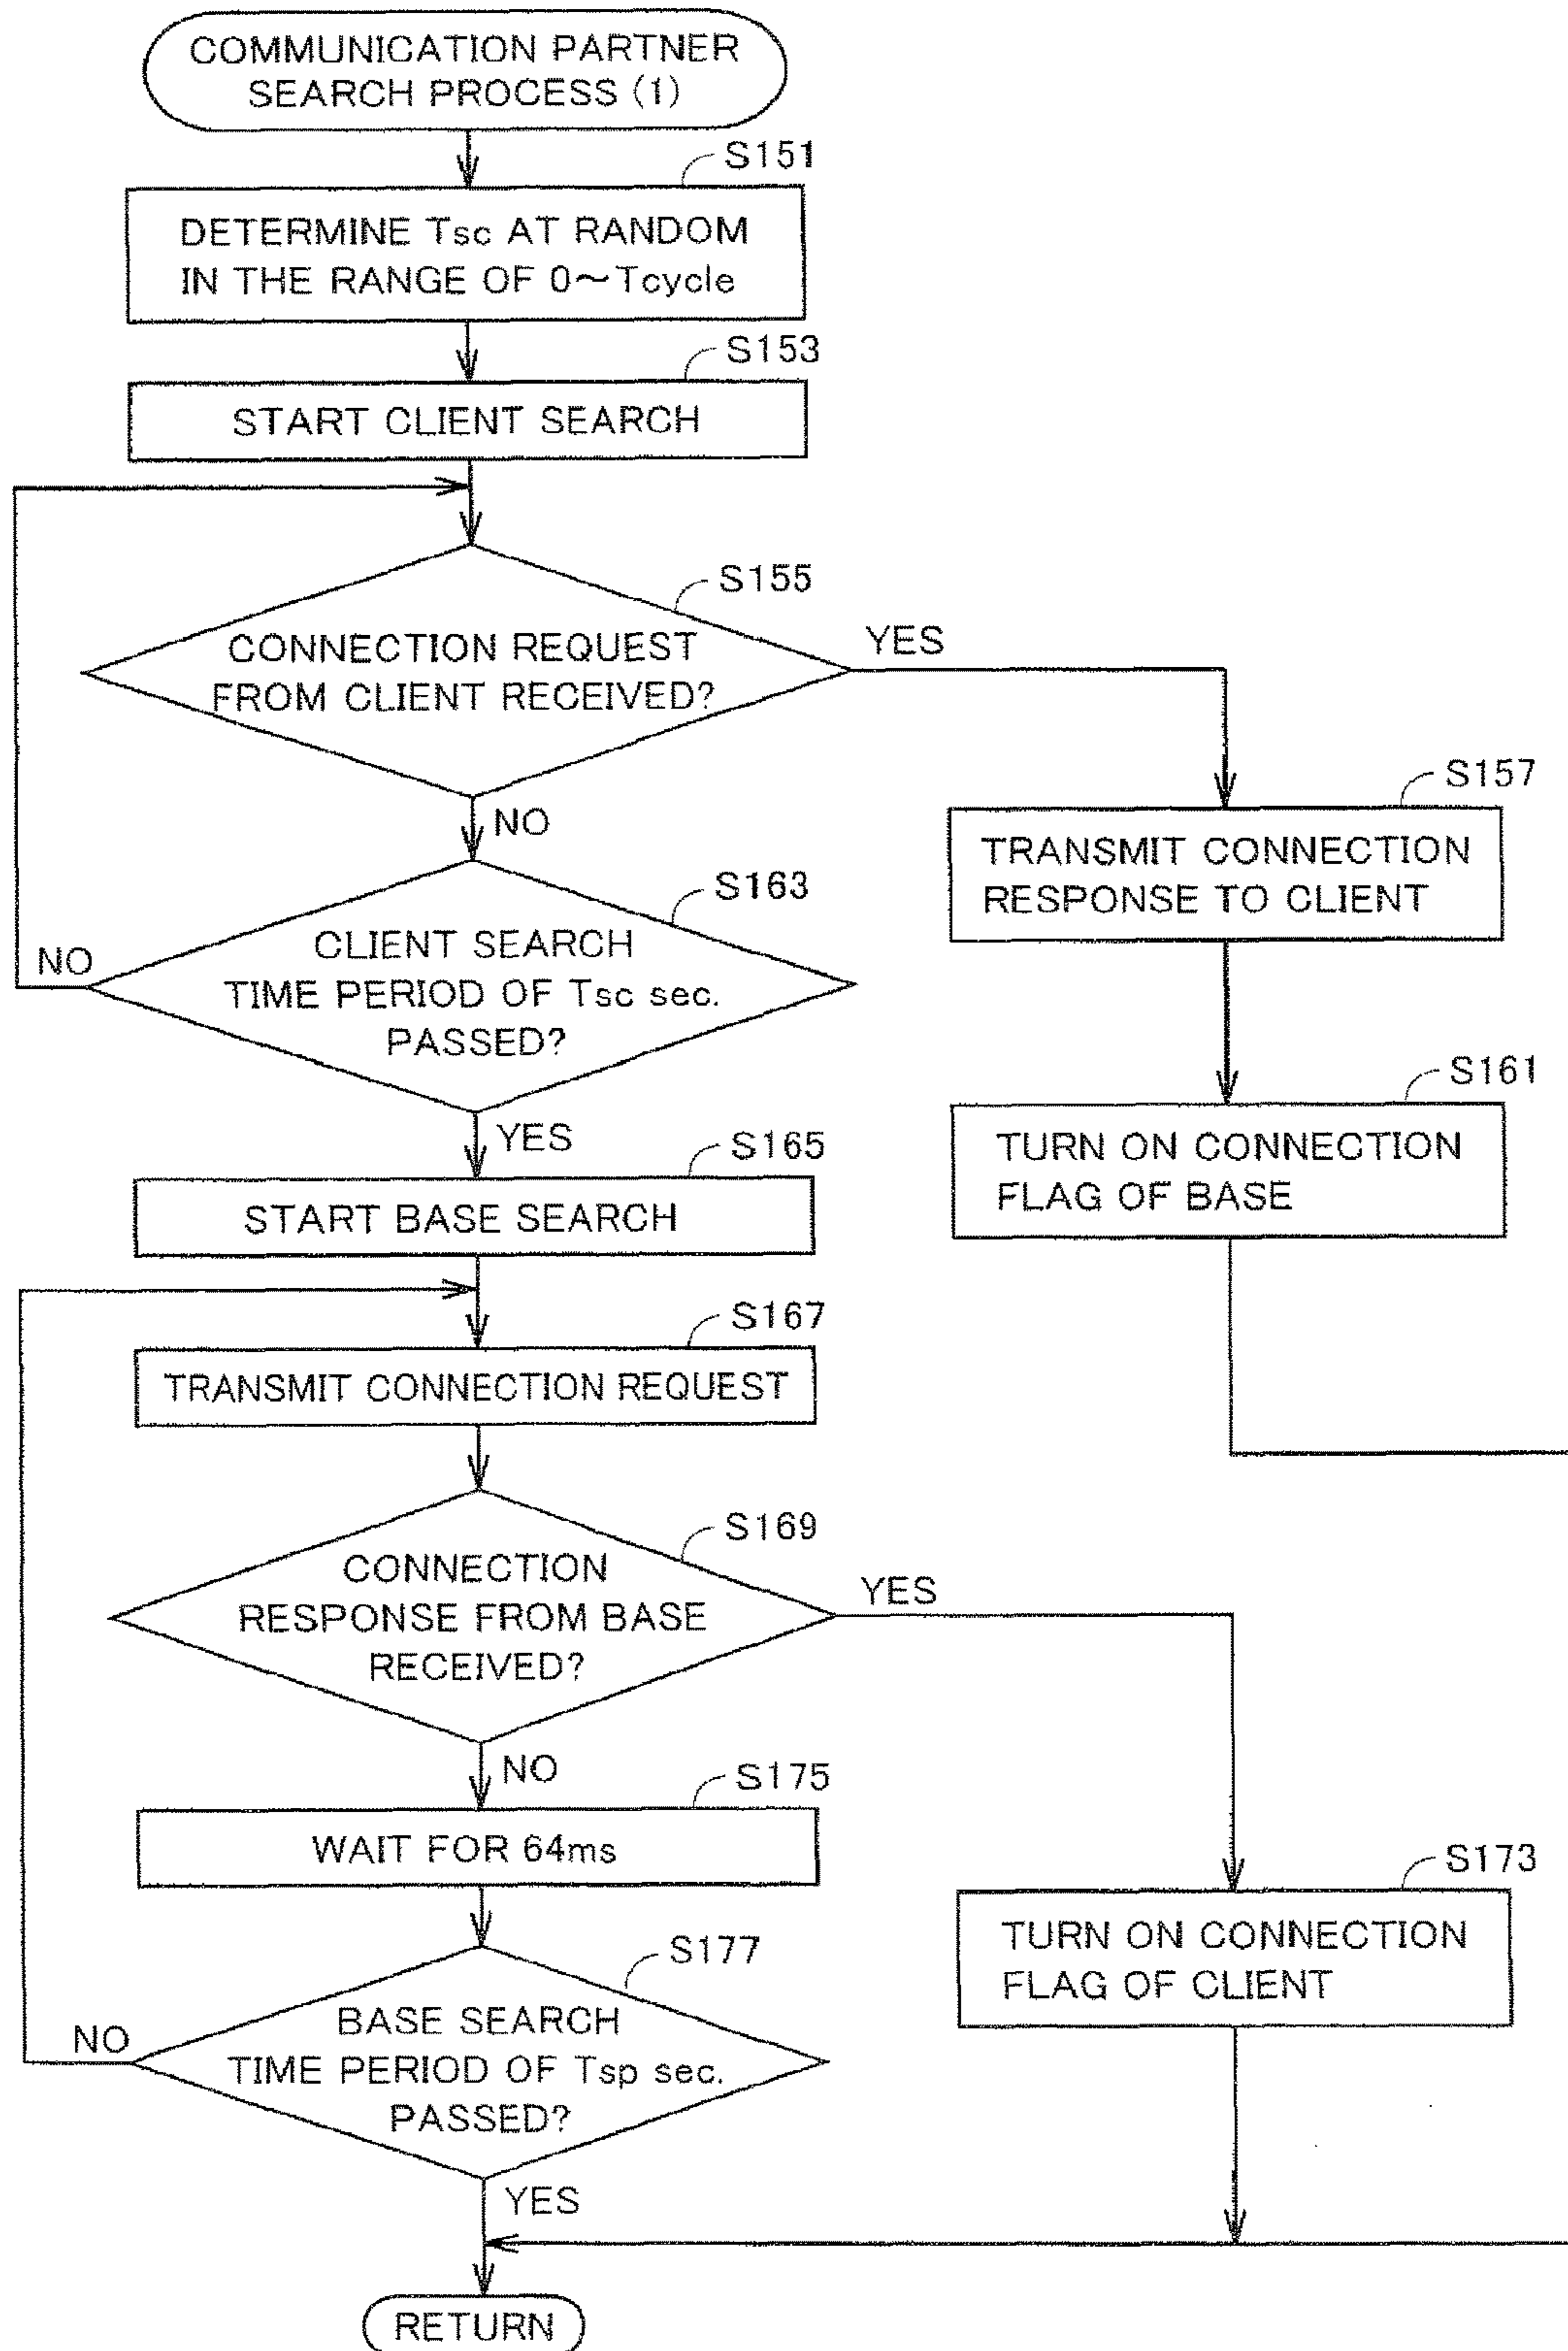 COMMUNICATION PARTNER
SEARCH PROCESS (1)
S151
DETERMINE Tsc AT RANDOM
IN THE RANGE OF 0～Tcycle
S153
START CLIENT SEARCH
S155
CONNECTION REQUEST
FROM CLIENT RECEIVED?
YES
NO
S157
TRANSMIT CONNECTION
RESPONSE TO CLIENT
S163
CLIENT SEARCH
TIME PERIOD OF Tsc sec.
PASSED?
NO
YES
S161
TURN ON CONNECTION
FLAG OF BASE
S165
START BASE SEARCH
S167
TRANSMIT CONNECTION REQUEST
S169
CONNECTION
RESPONSE FROM BASE
RECEIVED?
YES
NO
S175
WAIT FOR 64ms
S173
TURN ON CONNECTION
FLAG OF CLIENT
S177
BASE SEARCH
TIME PERIOD OF Tsp sec.
PASSED?
NO
YES
RETURN